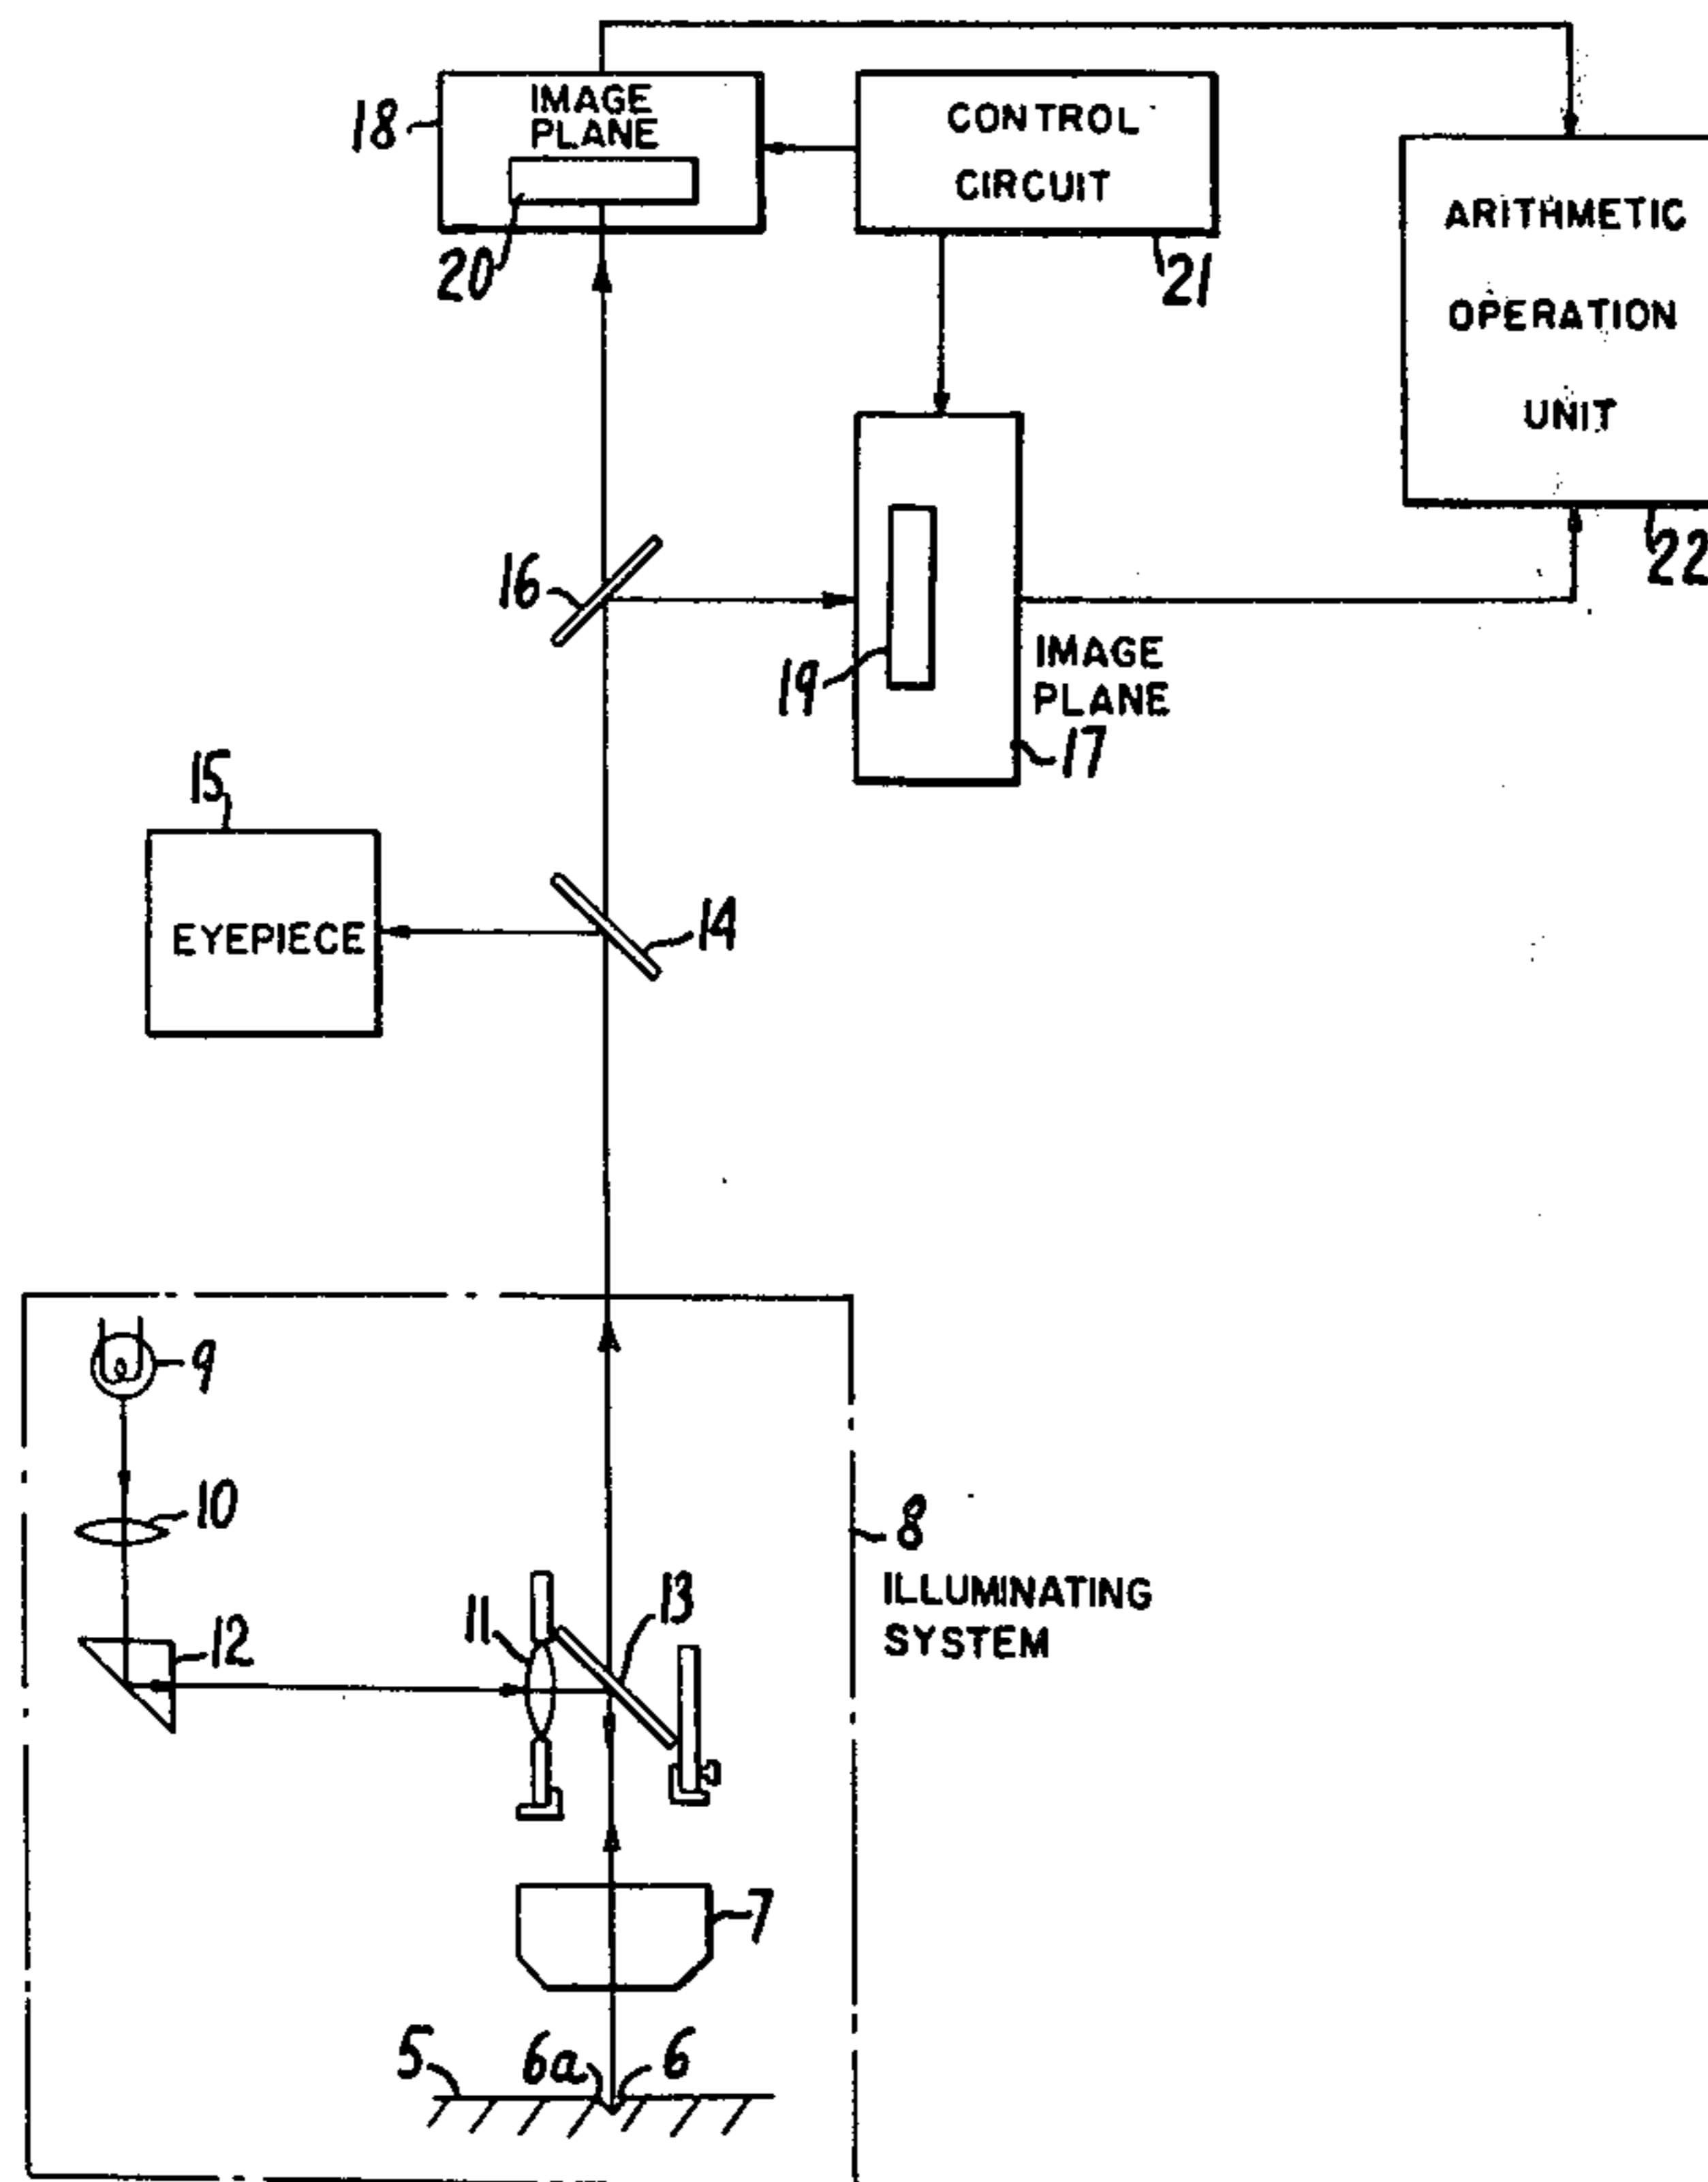 18
IMAGE
PLANE
20
CONTROL
CIRCUIT
21
ARITHMETIC
OPERATION
UNIT
22
16
19
IMAGE
PLANE
17
15
EYEPIECE
14
9
10
12
11
13
8
ILLUMINATING
SYSTEM
7
5
6a
6